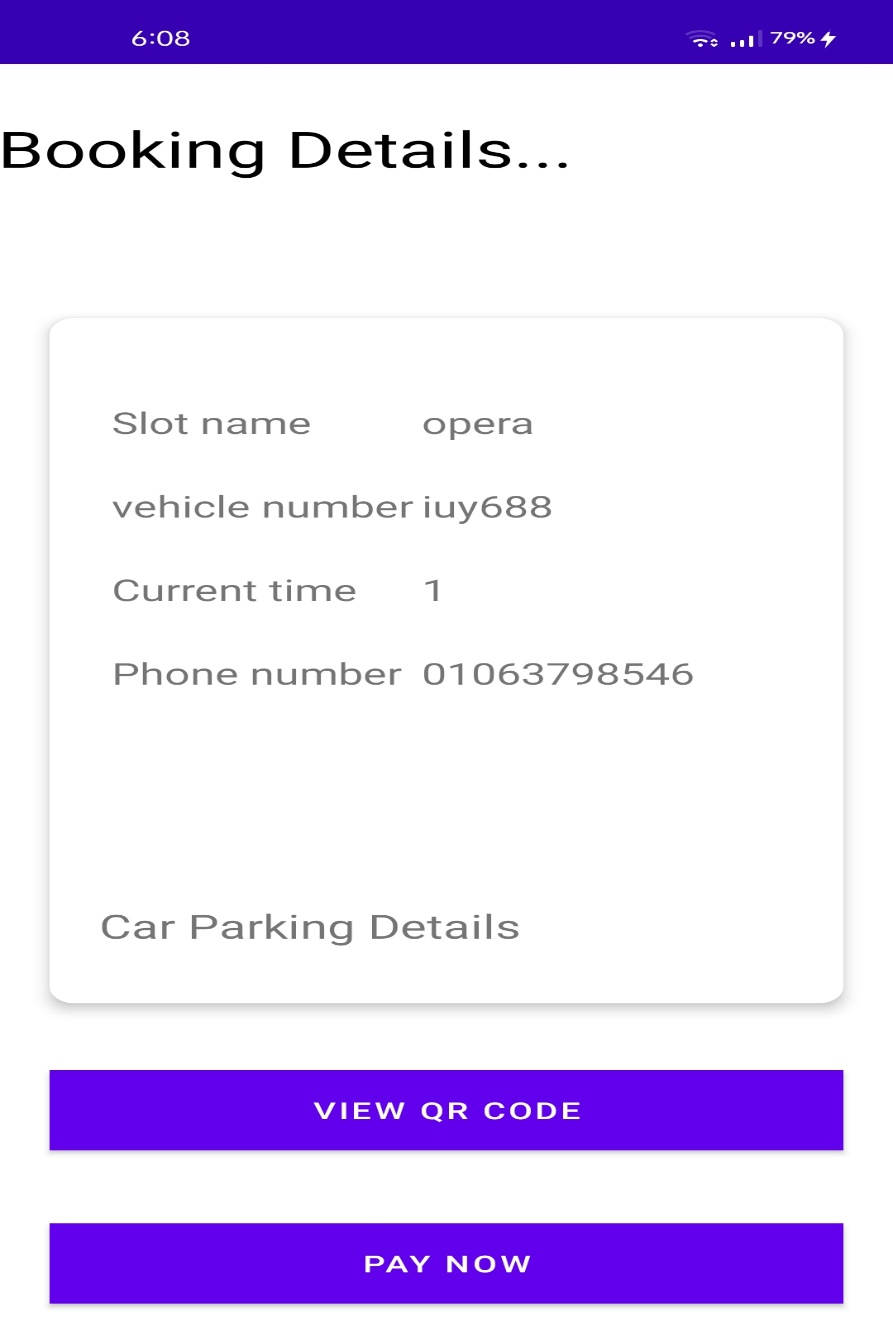 6:08 79%
Booking Details...
Slot name opera
vehicle number iuy688
Current time 1
Phone number 01063798546
Car Parking Details
VIEW QR CODE
PAY NOW